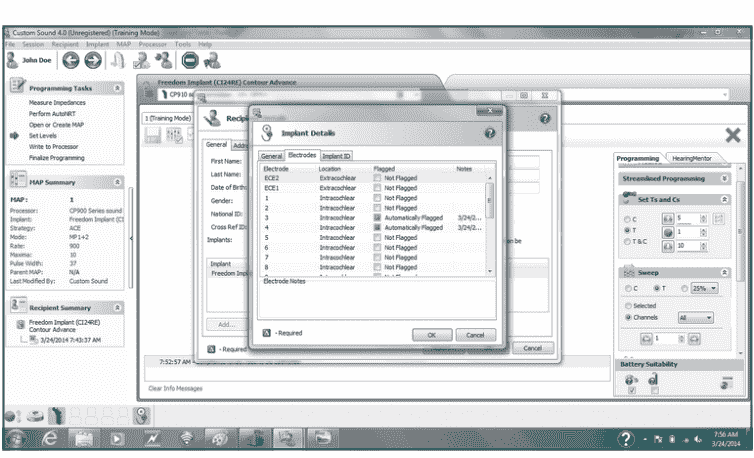 Custom Sound 4.0 (Unregistered) (Training Mode)
File Session Recipient Implant MAP Processor Tools Help
John Doe
Programming Tasks
Measure Impedances
Perform AutoNRT
Open or Create MAP
Set Levels
Write to Processor
Finalize Programming
MAP Summary
MAP: 1
Processor: CP900 Series sound
Implant: Freedom Implant (CI
Strategy: ACE
Mode: MP1+2
Rate: 900
Maxima: 10
Pulse Width: 37
Parent MAP: N/A
Last Modified By: Custom Sound
Recipient Summary
Freedom Implant (CI24RE)
Contour Advance
3/24/2014 7:43:37 AM
Freedom Implant (CI24RE) Contour Advance
1 (Training Mode)
General
First Name:
Last Name:
Date of Birth:
Gender:
National ID:
Cross Ref ID:
Implants:
an be
Implant
Add...
- Required
Cancel
Implant Details
General Electrodes Implant ID
Electrode Location Flagged Notes
ECE2 Extracochlear Not Flagged
ECE1 Extracochlear Not Flagged
1 Intracochlear Not Flagged
2 Intracochlear Not Flagged
3 Intracochlear Automatically Flagged 3/24/2...
4 Intracochlear Automatically Flagged 3/24/2...
5 Intracochlear Not Flagged
6 Intracochlear Not Flagged
7 Intracochlear Not Flagged
8 Intracochlear Not Flagged
Electrode Notes
- Required
OK Cancel
7:52:57 AM
Clear Info Messages
Programming HearingMentor
Streamlined Programming
Set Ts and Cs
C 5
T 1
T & C 10
Sweep
C T 25%
Selected
Channels All
1
Battery Suitability
7:56 AM
3/24/2014